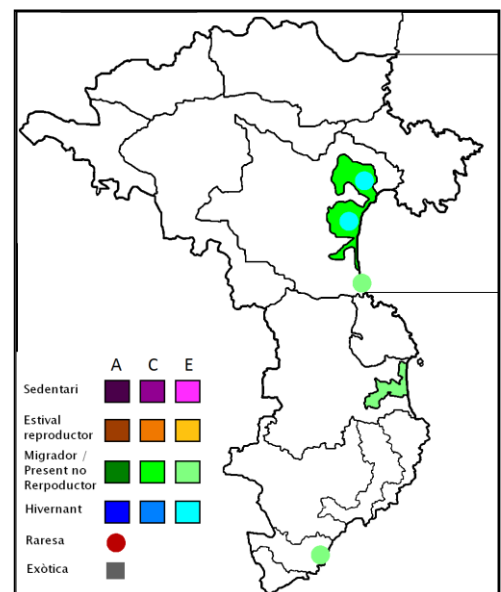 A C E
Sedentari
Estival
reproductor
Migrador /
Present no
Rerpoductor
Hivernant
Raresa
Exòtica